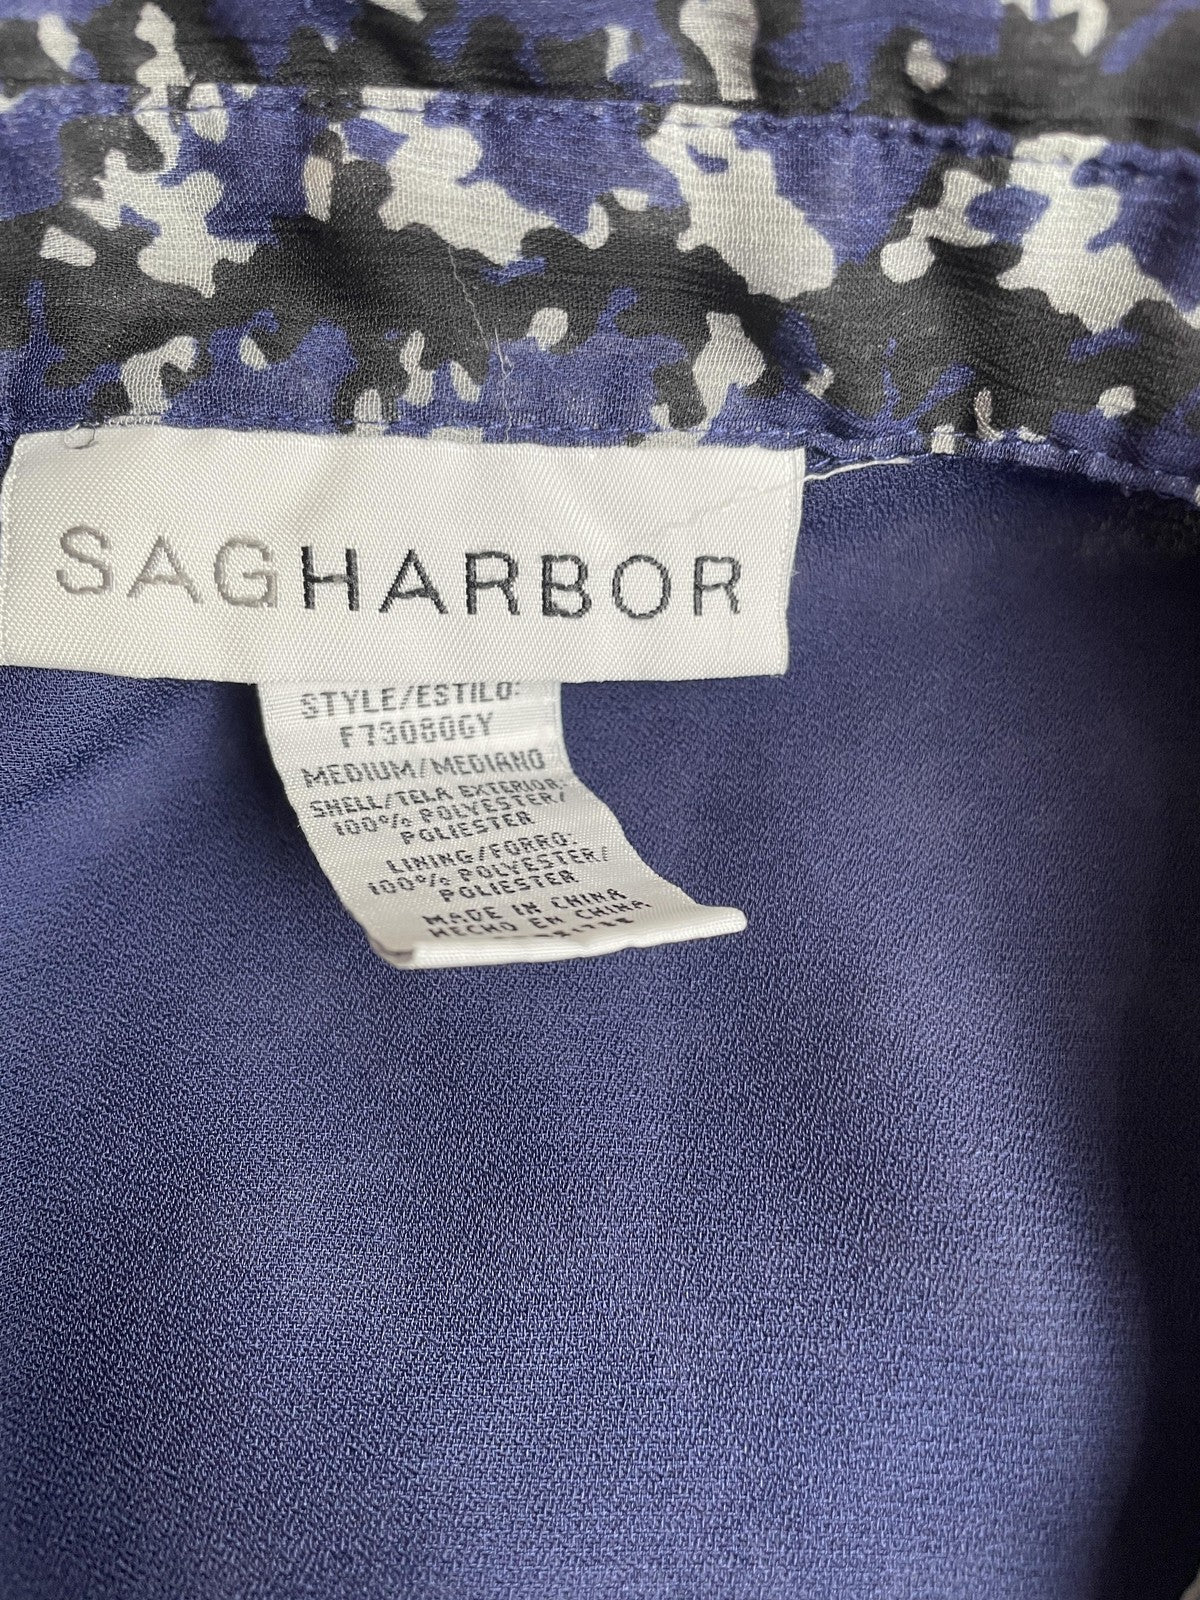 SAGHARBOR
STYLE/ESTILO:
F73080GY
MEDIUM/MEDIANO
SHELL/TELA EXTERIOR:
100% POLYESTER/
POLIESTER
LINING/FORRO:
100% POLYESTER/
POLIESTER
MADE IN CHINA
HECHO EN CHINA